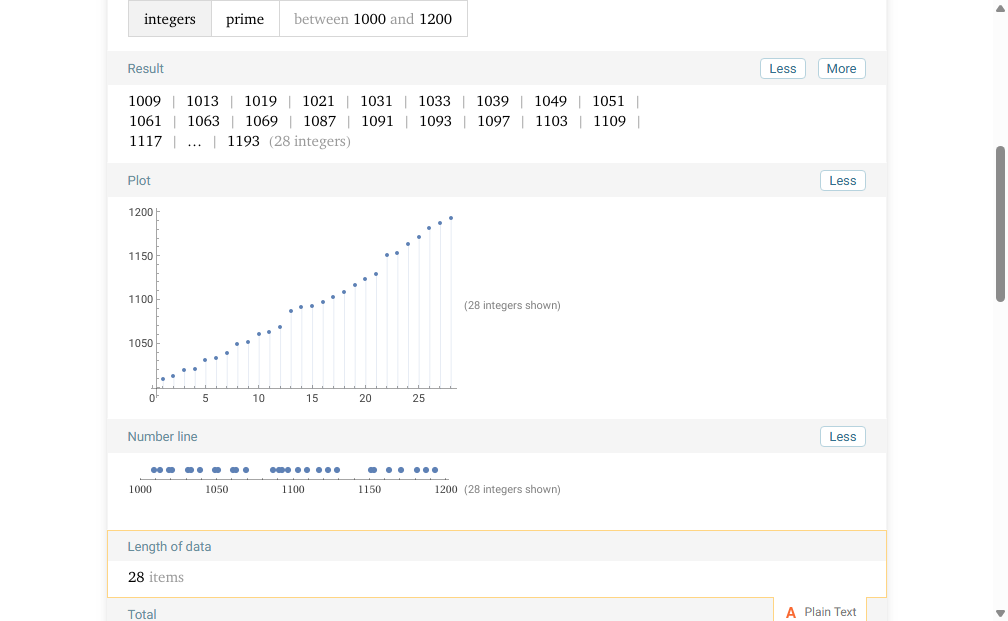 integers prime between 1000 and 1200
Result Less More
1009 | 1013 | 1019 | 1021 | 1031 | 1033 | 1039 | 1049 | 1051 |
1061 | 1063 | 1069 | 1087 | 1091 | 1093 | 1097 | 1103 | 1109 |
1117 | … | 1193 (28 integers)
Plot Less
1200
1150
1100
(28 integers shown)
1050
0 5 10 15 20 25
Number line Less
1000 1050 1100 1150 1200 (28 integers shown)
Length of data
28 items
Total
A Plain Text